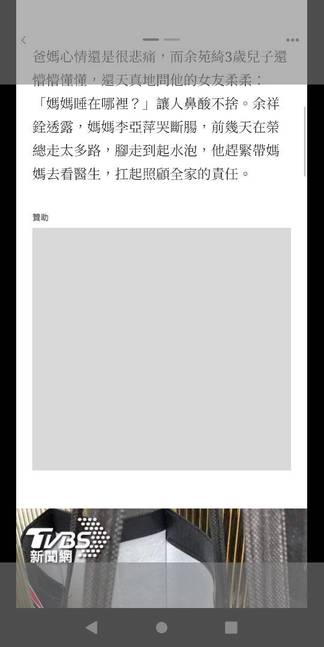 爸媽心情還是很悲痛，而余苑綺3歲兒子還
懵懵懂懂，還天真地問他的女友柔柔：
「媽媽睡在哪裡？」讓人鼻酸不捨。余祥
銓透露，媽媽李亞萍哭斷腸，前幾天在榮
總走太多路，腳走到起水泡，他趕緊帶媽
媽去看醫生，扛起照顧全家的責任。
贊助
TVBS
新聞網